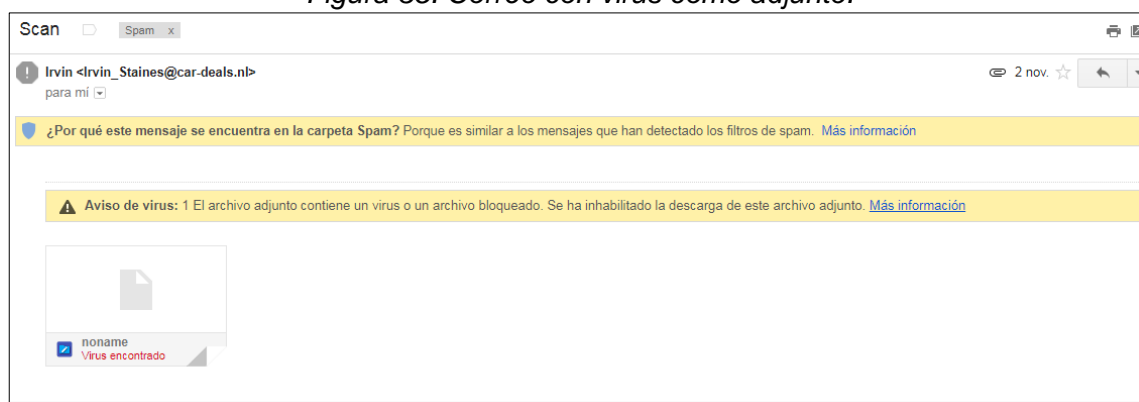 Figura 33. Correo con virus como adjunto.
Scan Spam x
Irvin <Irvin_Staines@car-deals.nl> 2 nov.
para mí
¿Por qué este mensaje se encuentra en la carpeta Spam? Porque es similar a los mensajes que han detectado los filtros de spam. Más información
Aviso de virus: 1 El archivo adjunto contiene un virus o un archivo bloqueado. Se ha inhabilitado la descarga de este archivo adjunto. Más información
noname
Virus encontrado